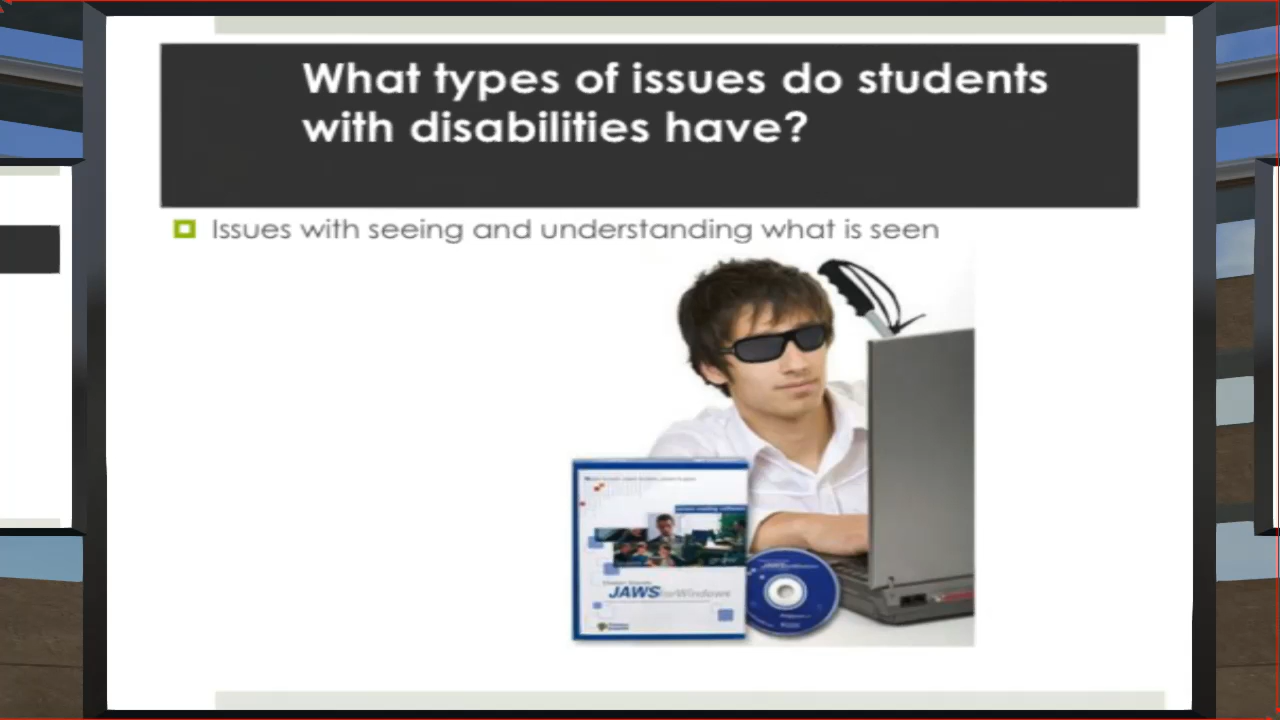 What types of issues do students
with disabilities have?
Issues with seeing and understanding what is seen
JAWS for Windows
JAWS